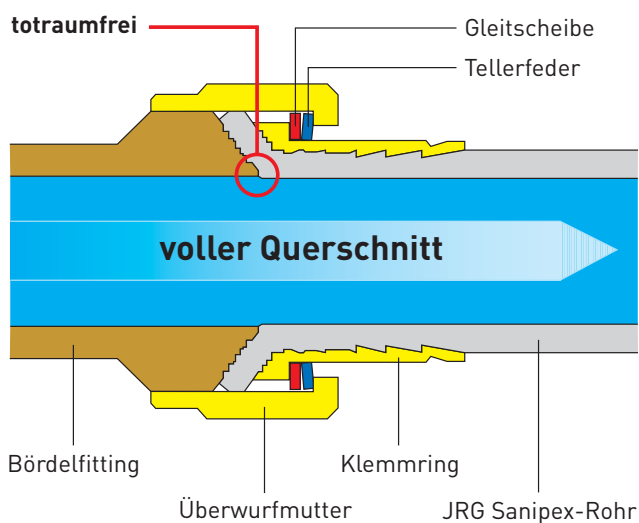 totraumfrei
Gleitscheibe
Tellerfeder
voller Querschnitt
Bördelfitting
Klemmring
Überwurfmutter
JRG Sanipex-Rohr